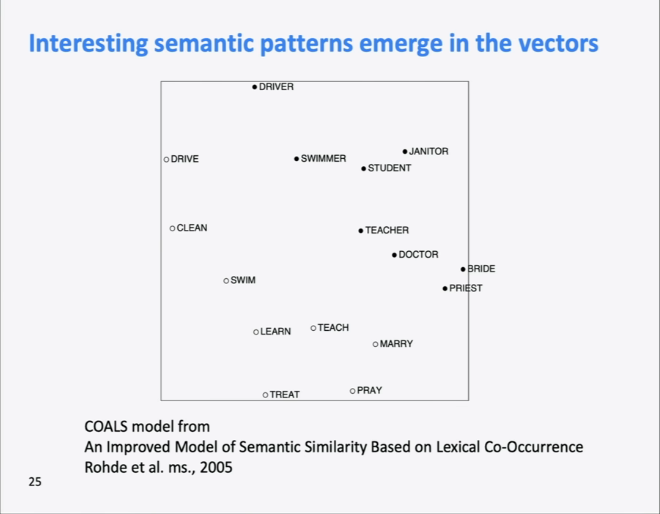 Interesting semantic patterns emerge in the vectors
DRIVER
DRIVE
SWIMMER
JANITOR
STUDENT
CLEAN
TEACHER
DOCTOR
BRIDE
SWIM
PRIEST
LEARN
TEACH
MARRY
TREAT
PRAY
COALS model from
An Improved Model of Semantic Similarity Based on Lexical Co-Occurrence
Rohde et al. ms., 2005
25